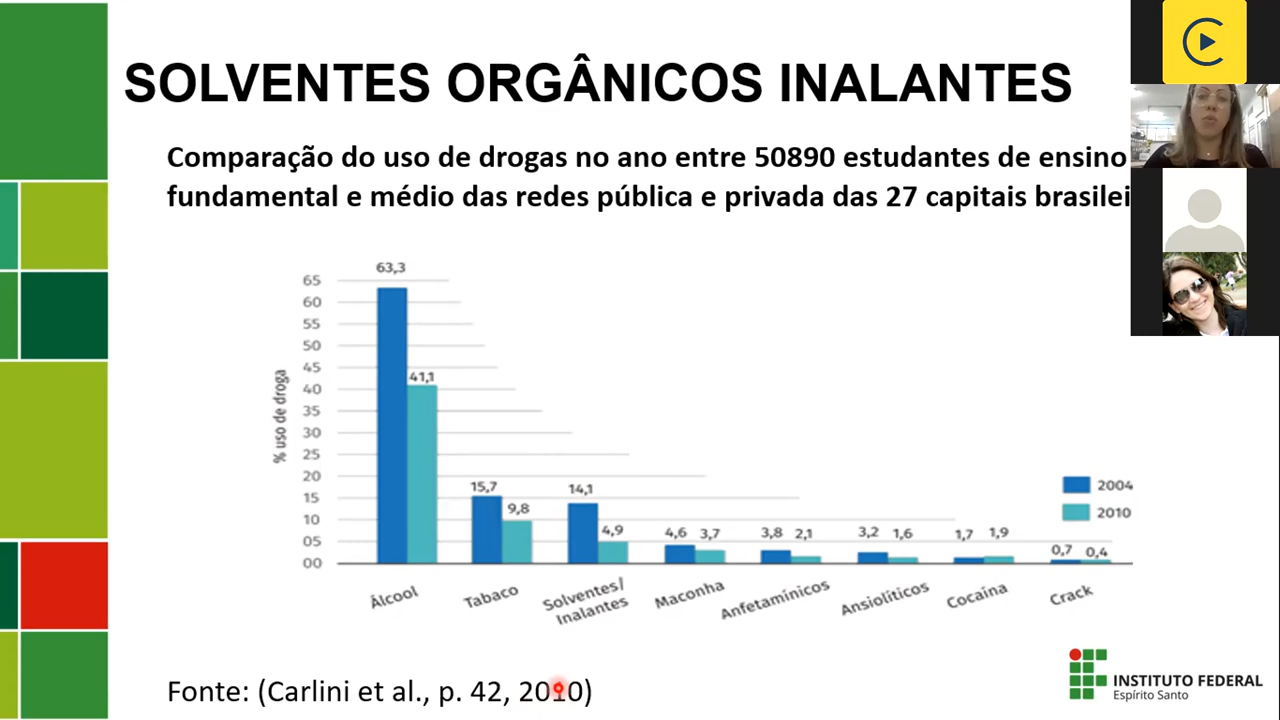 SOLVENTES ORGÂNICOS INALANTES
Comparação do uso de drogas no ano entre 50890 estudantes de ensino
fundamental e médio das redes pública e privada das 27 capitais brasilei
% uso de droga
65
60
55
50
45
40
35
30
25
20
15
10
05
00
63,3
41,1
15,7
9,8
14,1
4,9
4,6
3,7
3,8
2,1
3,2
1,6
1,7
1,9
0,7
0,4
2004
2010
Álcool
Tabaco
Solventes/
Inalantes
Maconha
Anfetamínicos
Ansiolíticos
Cocaína
Crack
Fonte: (Carlini et al., p. 42, 2010)
INSTITUTO FEDERAL
Espírito Santo